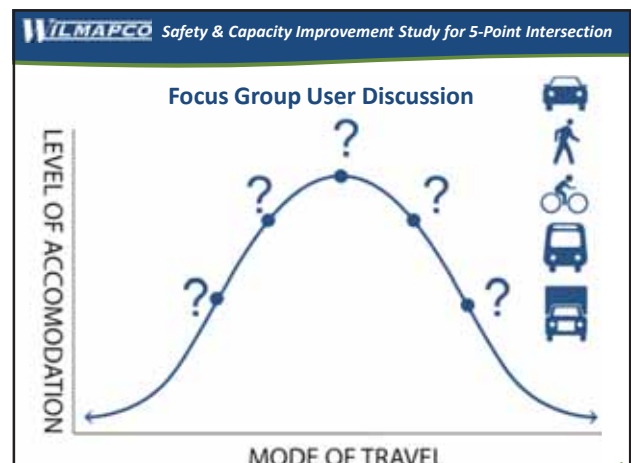 WILMAPCO Safety & Capacity Improvement Study for 5-Point Intersection
Focus Group User Discussion
?
?
?
?
?
LEVEL OF ACCOMODATION
MODE OF TRAVEL